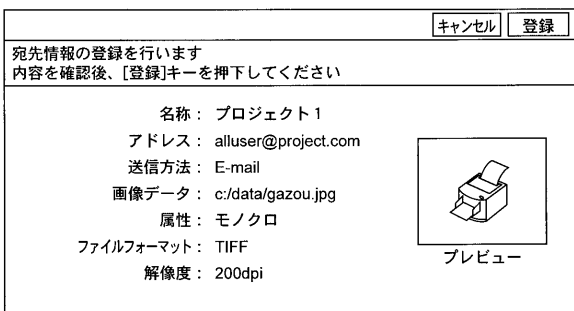 キャンセル 登録
宛先情報の登録を行います
内容を確認後、[登録]キーを押下してください
名称： プロジェクト1
アドレス： alluser@project.com
送信方法： E-mail
画像データ： c:/data/gazou.jpg
属性： モノクロ
ファイルフォーマット： TIFF
解像度： 200dpi
プレビュー